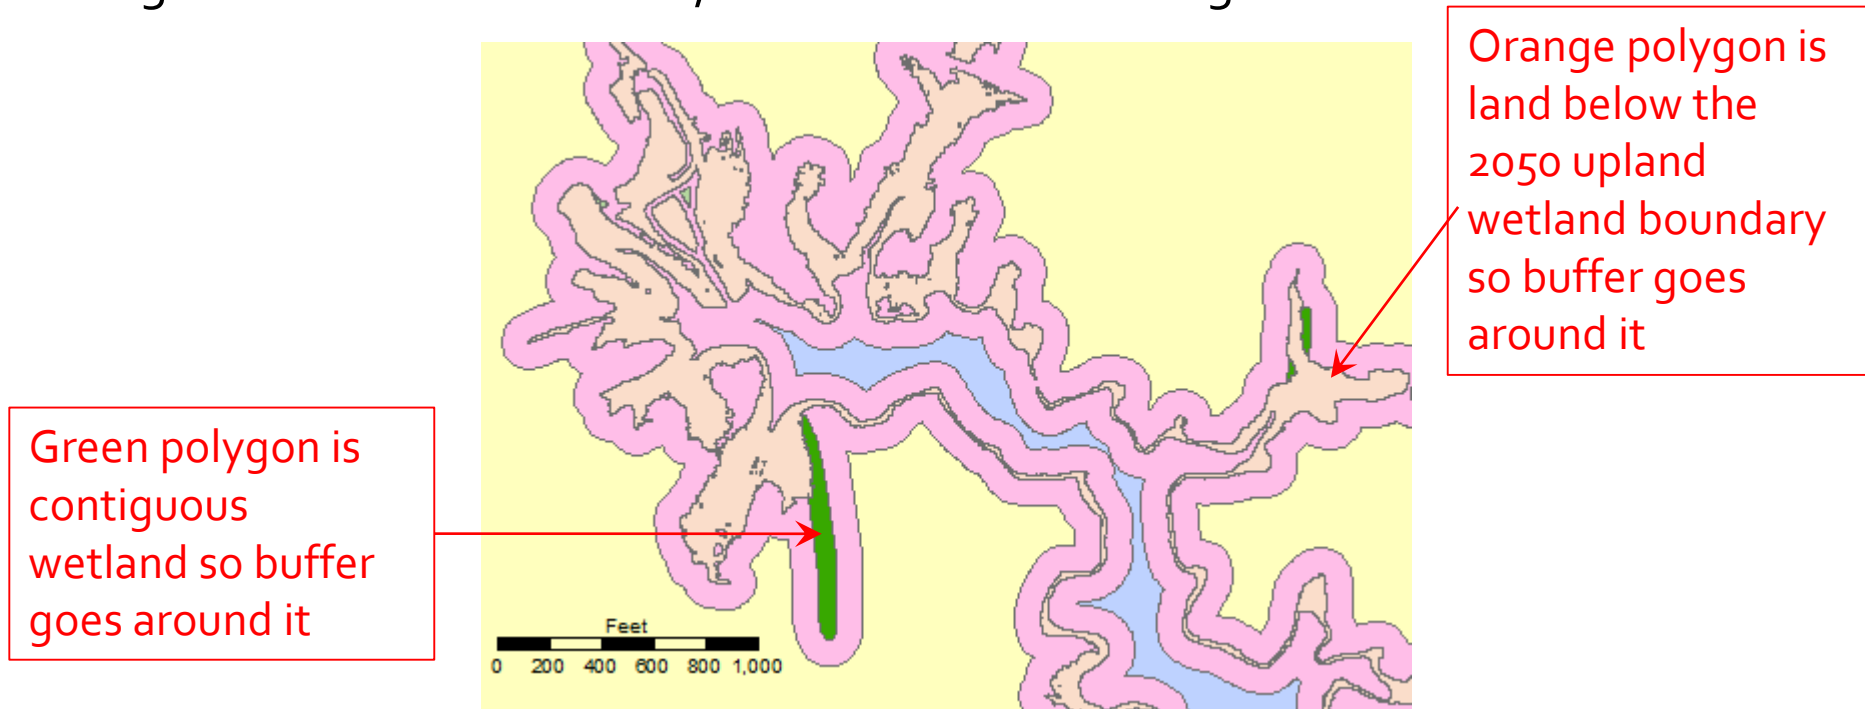 Orange polygon is
land below the
2050 upland
wetland boundary
so buffer goes
around it
Green polygon is
contiguous
wetland so buffer
goes around it
Feet
0 200 400 600 800 1,000